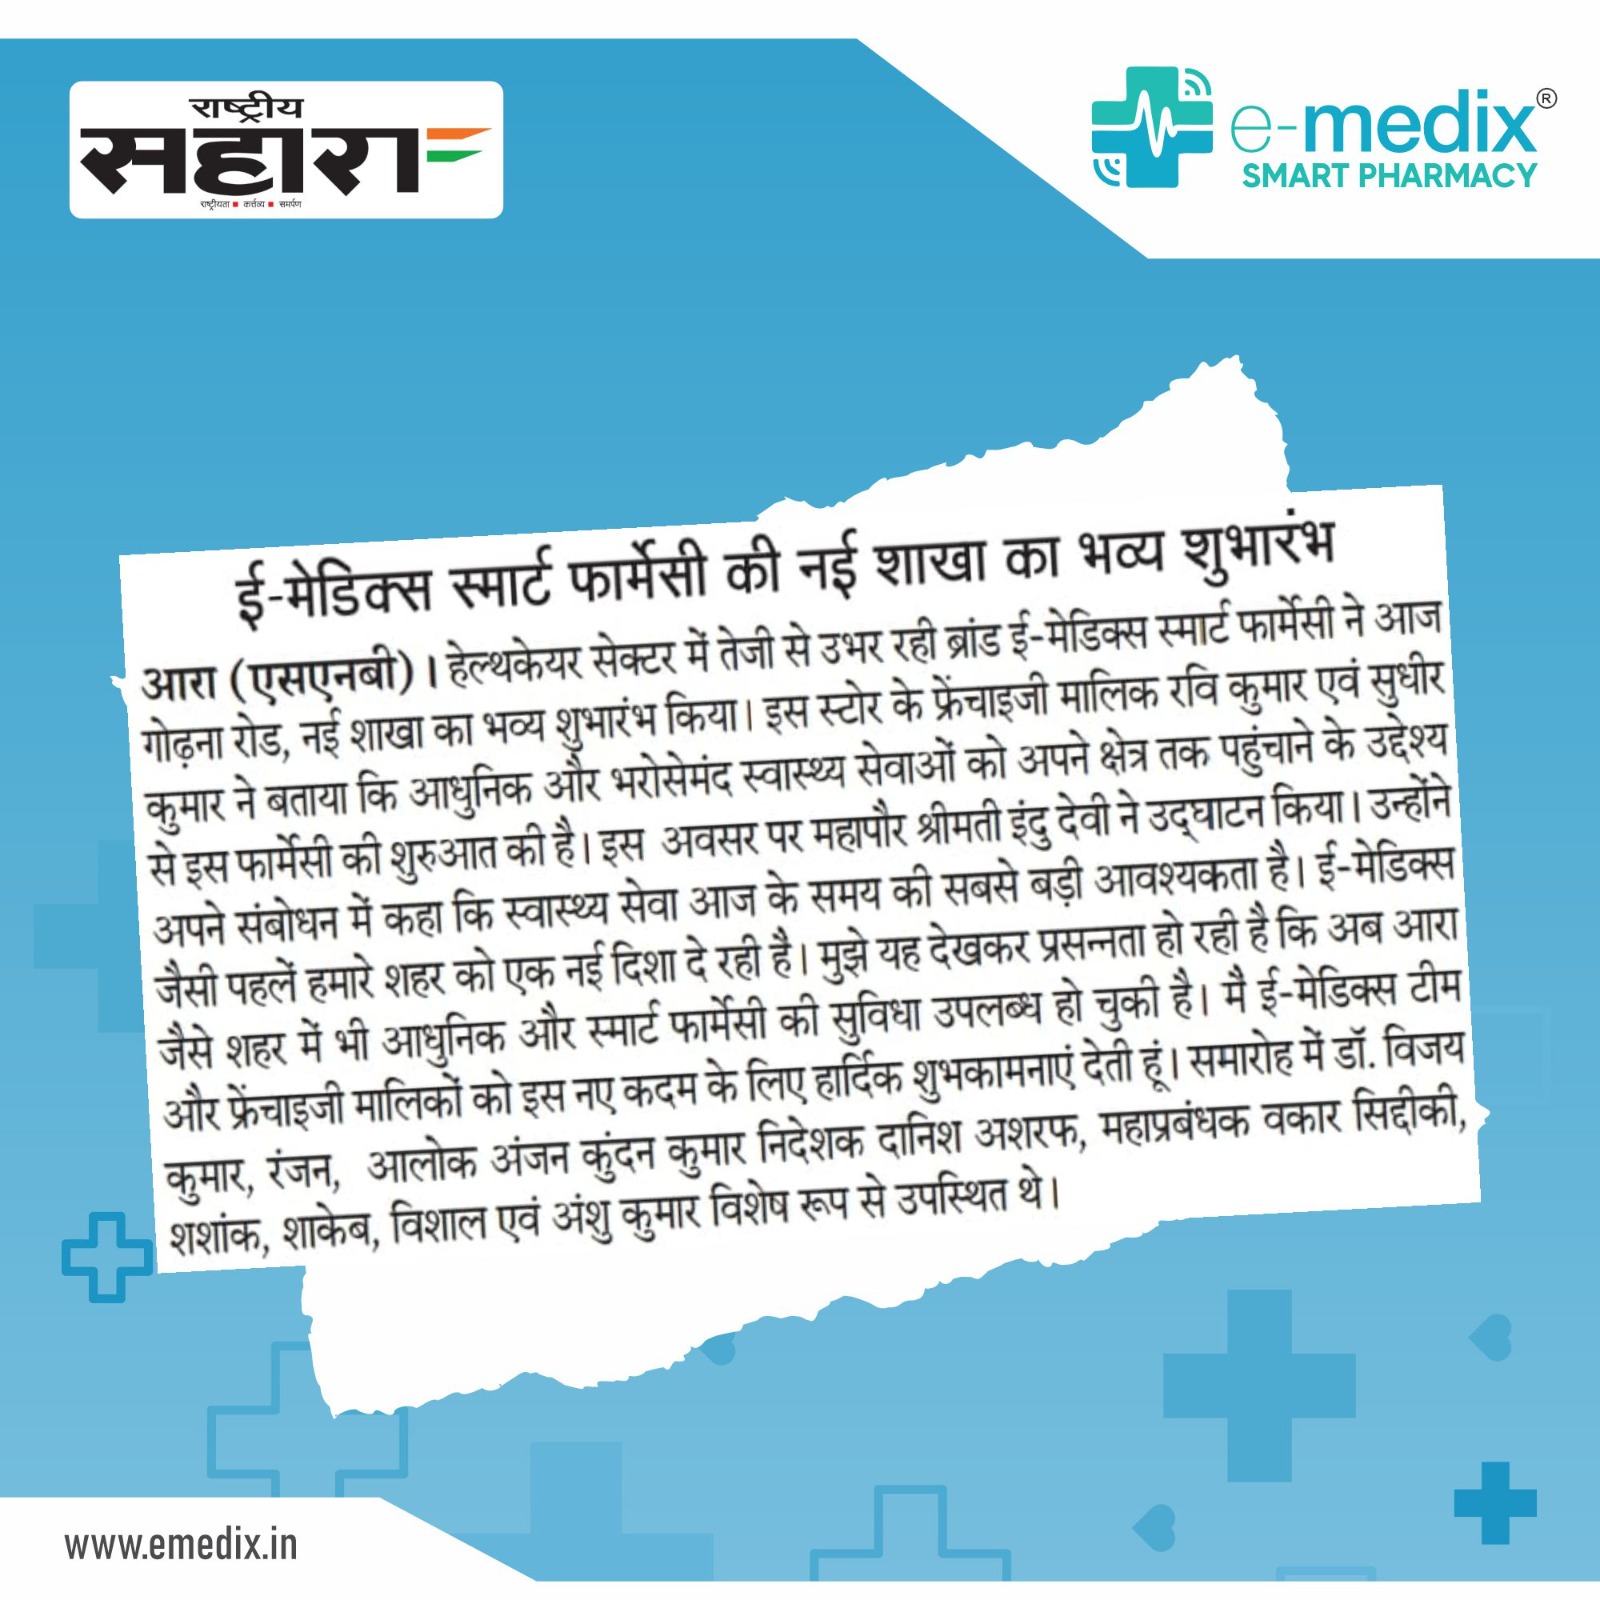 राष्ट्रीय
सहारा
राष्ट्रीयता ■ कर्त्तव्य ■ समर्पण
e-medix®
SMART PHARMACY
ई-मेडिक्स स्मार्ट फार्मेसी की नई शाखा का भव्य शुभारंभ
आरा (एसएनबी)। हेल्थकेयर सेक्टर में तेजी से उभर रही ब्रांड ई-मेडिक्स स्मार्ट फार्मेसी ने आज
गोढ़ना रोड, नई शाखा का भव्य शुभारंभ किया। इस स्टोर के फ्रेंचाइजी मालिक रवि कुमार एवं सुधीर
कुमार ने बताया कि आधुनिक और भरोसेमंद स्वास्थ्य सेवाओं को अपने क्षेत्र तक पहुंचाने के उद्देश्य
से इस फार्मेसी की शुरुआत की है। इस अवसर पर महापौर श्रीमती इंदु देवी ने उद्घाटन किया। उन्होंने
अपने संबोधन में कहा कि स्वास्थ्य सेवा आज के समय की सबसे बड़ी आवश्यकता है। ई-मेडिक्स
जैसी पहलें हमारे शहर को एक नई दिशा दे रही है। मुझे यह देखकर प्रसन्नता हो रही है कि अब आरा
जैसे शहर में भी आधुनिक और स्मार्ट फार्मेसी की सुविधा उपलब्ध हो चुकी है। मै ई-मेडिक्स टीम
और फ्रेंचाइजी मालिकों को इस नए कदम के लिए हार्दिक शुभकामनाएं देती हूं। समारोह में डॉ. विजय
कुमार, रंजन, आलोक अंजन कुंदन कुमार निदेशक दानिश अशरफ, महाप्रबंधक वकार सिद्दीकी,
शशांक, शाकेब, विशाल एवं अंशु कुमार विशेष रूप से उपस्थित थे।
www.emedix.in